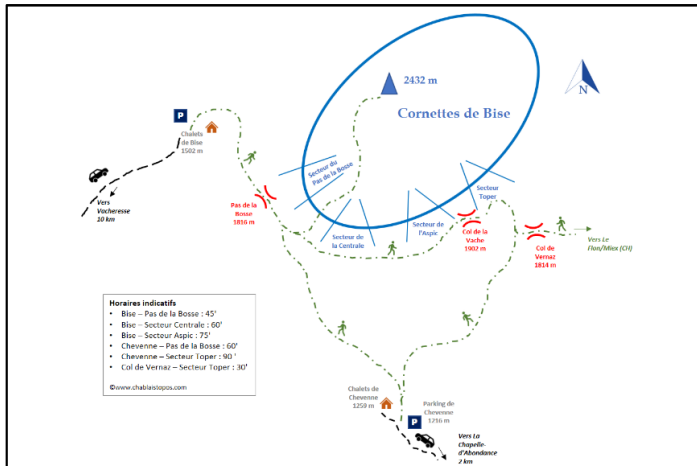 2432 m
Cornettes de Bise
N
P
Chalets
de Bise
1502 m
Vers
Vacheresse
10 km
Pas de la
Bosse
1816 m
Secteur du
Pas de la Bosse
Secteur de
la Centrale
Secteur de
l'Aspic
Secteur
Toper
Col de la
Vache
1902 m
Col de
Vernaz
1814 m
Vers Le
Flon/Miex (CH)
Horaires indicatifs
• Bise – Pas de la Bosse : 45'
• Bise – Secteur Centrale : 60'
• Bise – Secteur Aspic : 75'
• Chevenne – Pas de la Bosse : 60'
• Chevenne – Secteur Toper : 90 '
• Col de Vernaz – Secteur Toper : 30'
©www.chablaistopos.com
Chalets de
Chevenne
1250 m
Parking de
Chevenne
1216 m
P
Vers La
Chapelle-
d'Abondance
2 km